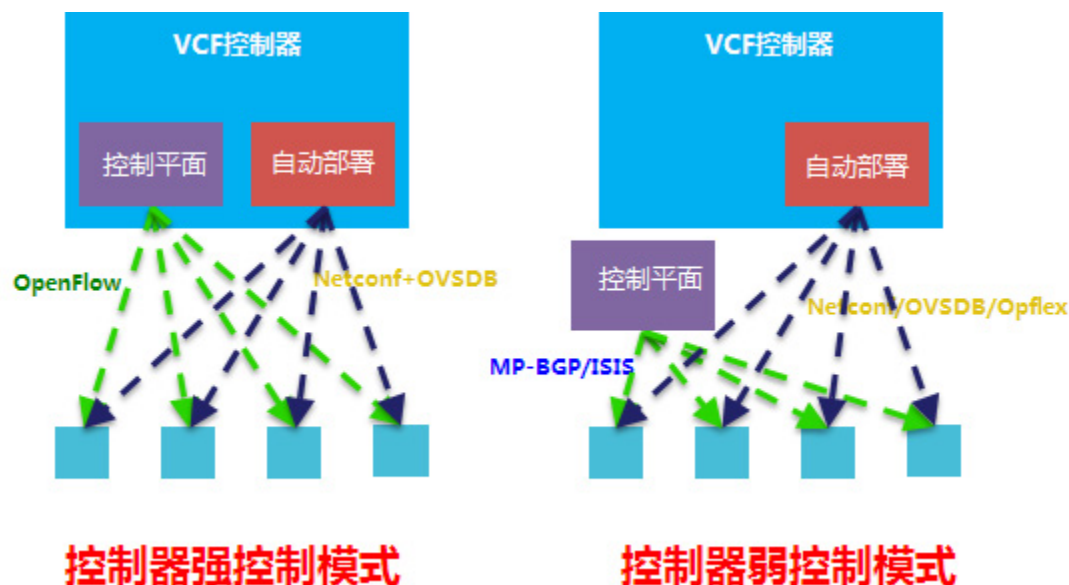 VCF控制器
控制平面
自动部署
OpenFlow
Netconf+OVSDB
控制器强控制模式
VCF控制器
自动部署
控制平面
Netconf/OVSDB/Opflex
MP-BGP/ISIS
控制器弱控制模式